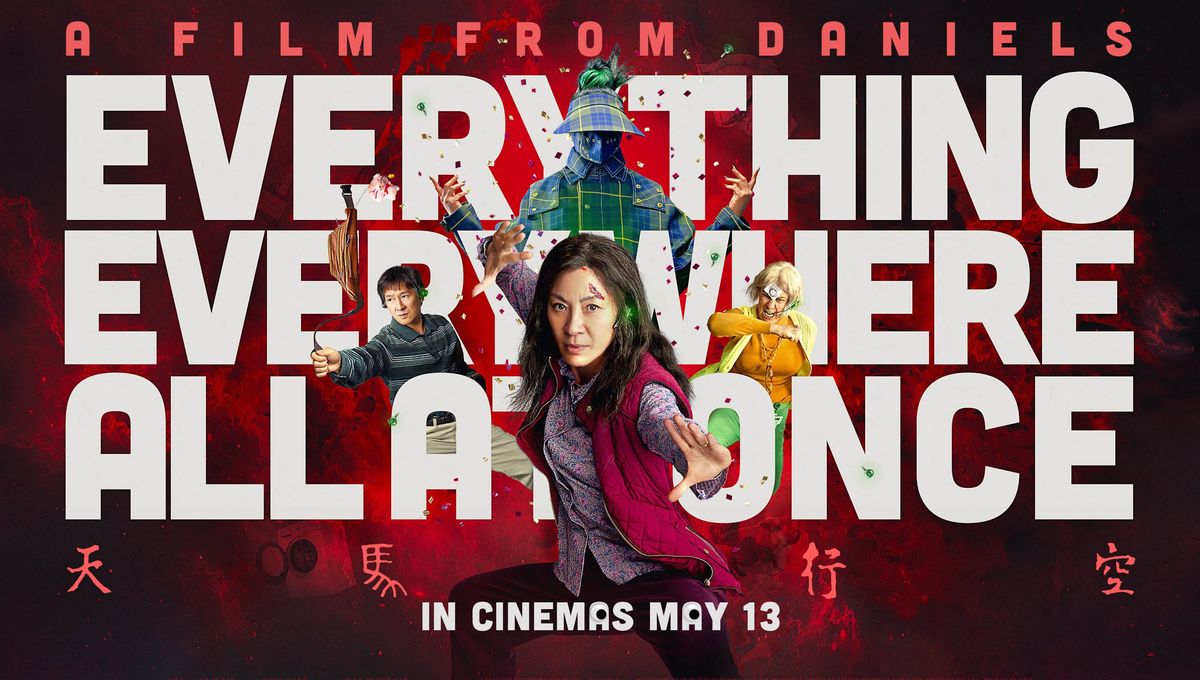 A FILM FROM DANIELS
EVERYTHING
EVERYWHERE
ALL AT ONCE
天馬行空
IN CINEMAS MAY 13